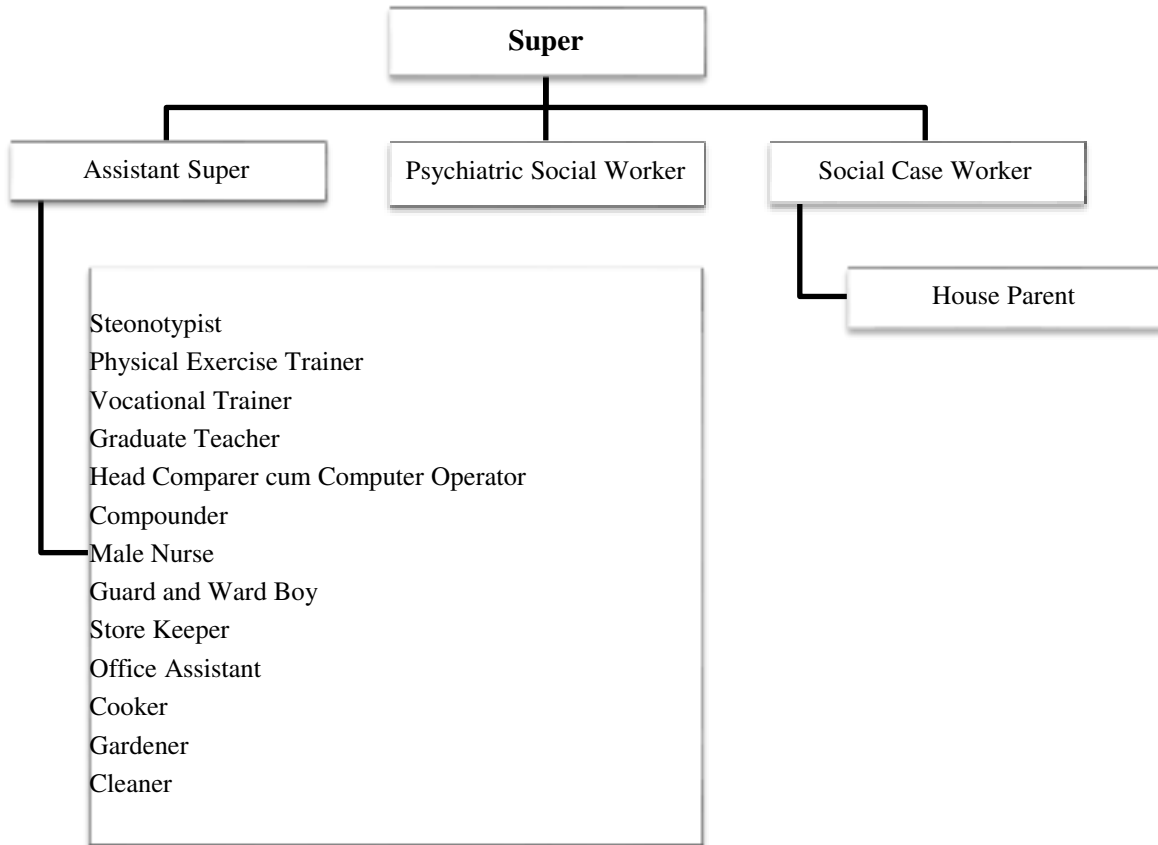 Super
Assistant Super
Psychiatric Social Worker
Social Case Worker
House Parent
Steonotypist
Physical Exercise Trainer
Vocational Trainer
Graduate Teacher
Head Comparer cum Computer Operator
Compounder
Male Nurse
Guard and Ward Boy
Store Keeper
Office Assistant
Cooker
Gardener
Cleaner